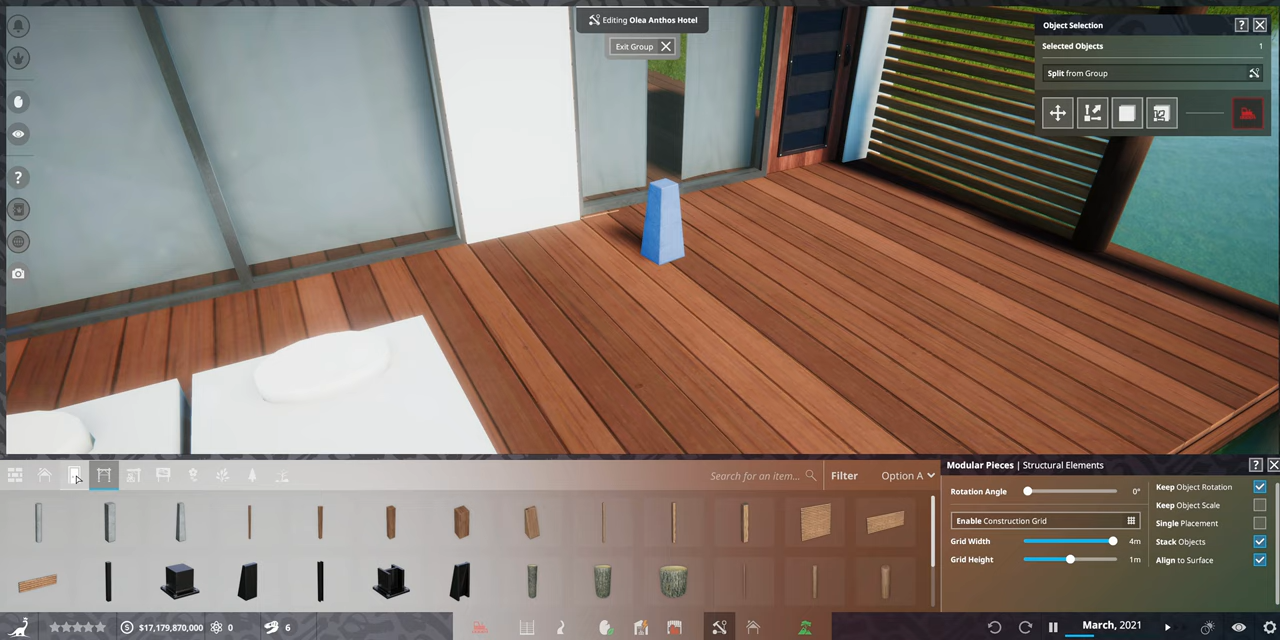 Editing Olea Anthos Hotel
Exit Group
Object Selection
?
Selected Objects 1
Split from Group
?
Search for an item...
Filter
Option A
Modular Pieces | Structural Elements
?
Rotation Angle 0°
Keep Object Rotation
Keep Object Scale
Enable Construction Grid
Single Placement
Grid Width 4m
Stack Objects
Grid Height 1m
Align to Surface
$17,179,870,000
0
6
March, 2021